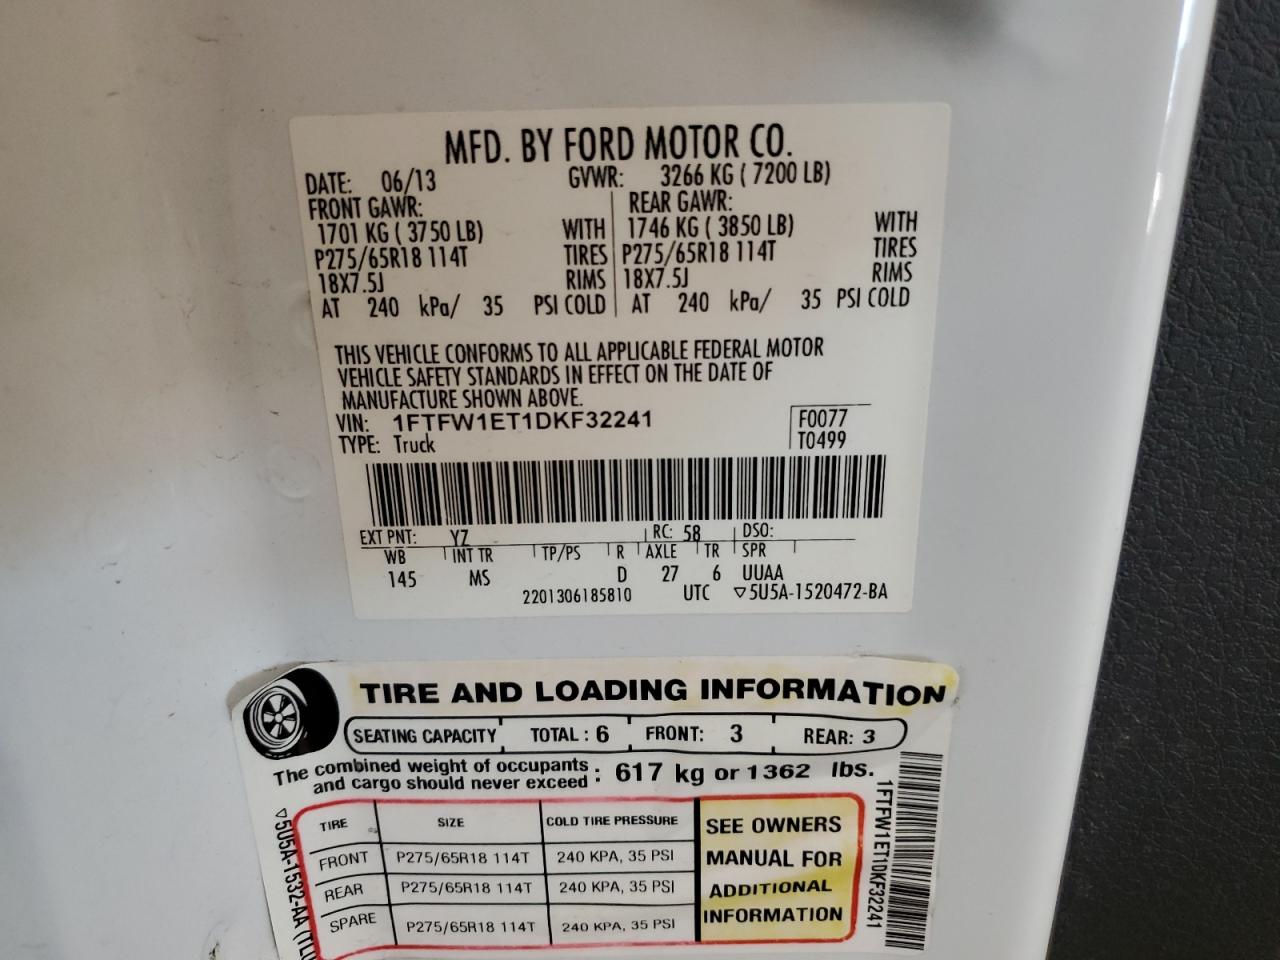 MFD. BY FORD MOTOR CO.
DATE: 06/13 GVWR: 3266 KG ( 7200 LB)
FRONT GAWR: REAR GAWR:
1701 KG ( 3750 LB) WITH 1746 KG ( 3850 LB) WITH
P275/65R18 114T TIRES P275/65R18 114T TIRES
18X7.5J RIMS 18X7.5J RIMS
AT 240 kPa/ 35 PSI COLD AT 240 kPa/ 35 PSI COLD
THIS VEHICLE CONFORMS TO ALL APPLICABLE FEDERAL MOTOR
VEHICLE SAFETY STANDARDS IN EFFECT ON THE DATE OF
MANUFACTURE SHOWN ABOVE.
VIN: 1FTFW1ET1DKF32241 F0077
TYPE: Truck T0499
EXT PNT: YZ RC: 58 DSO:
WB INT TR TP/PS R AXLE TR SPR
145 MS D 27 6 UUAA
2201306185810 UTC ▽5U5A-1520472-BA
TIRE AND LOADING INFORMATION
SEATING CAPACITY TOTAL : 6 FRONT: 3 REAR: 3
The combined weight of occupants
and cargo should never exceed : 617 kg or 1362 lbs.
TIRE SIZE COLD TIRE PRESSURE
FRONT P275/65R18 114T 240 KPA, 35 PSI
REAR P275/65R18 114T 240 KPA, 35 PSI
SPARE P275/65R18 114T 240 KPA, 35 PSI
SEE OWNERS
MANUAL FOR
ADDITIONAL
INFORMATION
1FTFW1ET1DKF32241
▽5U5A-1532-AA